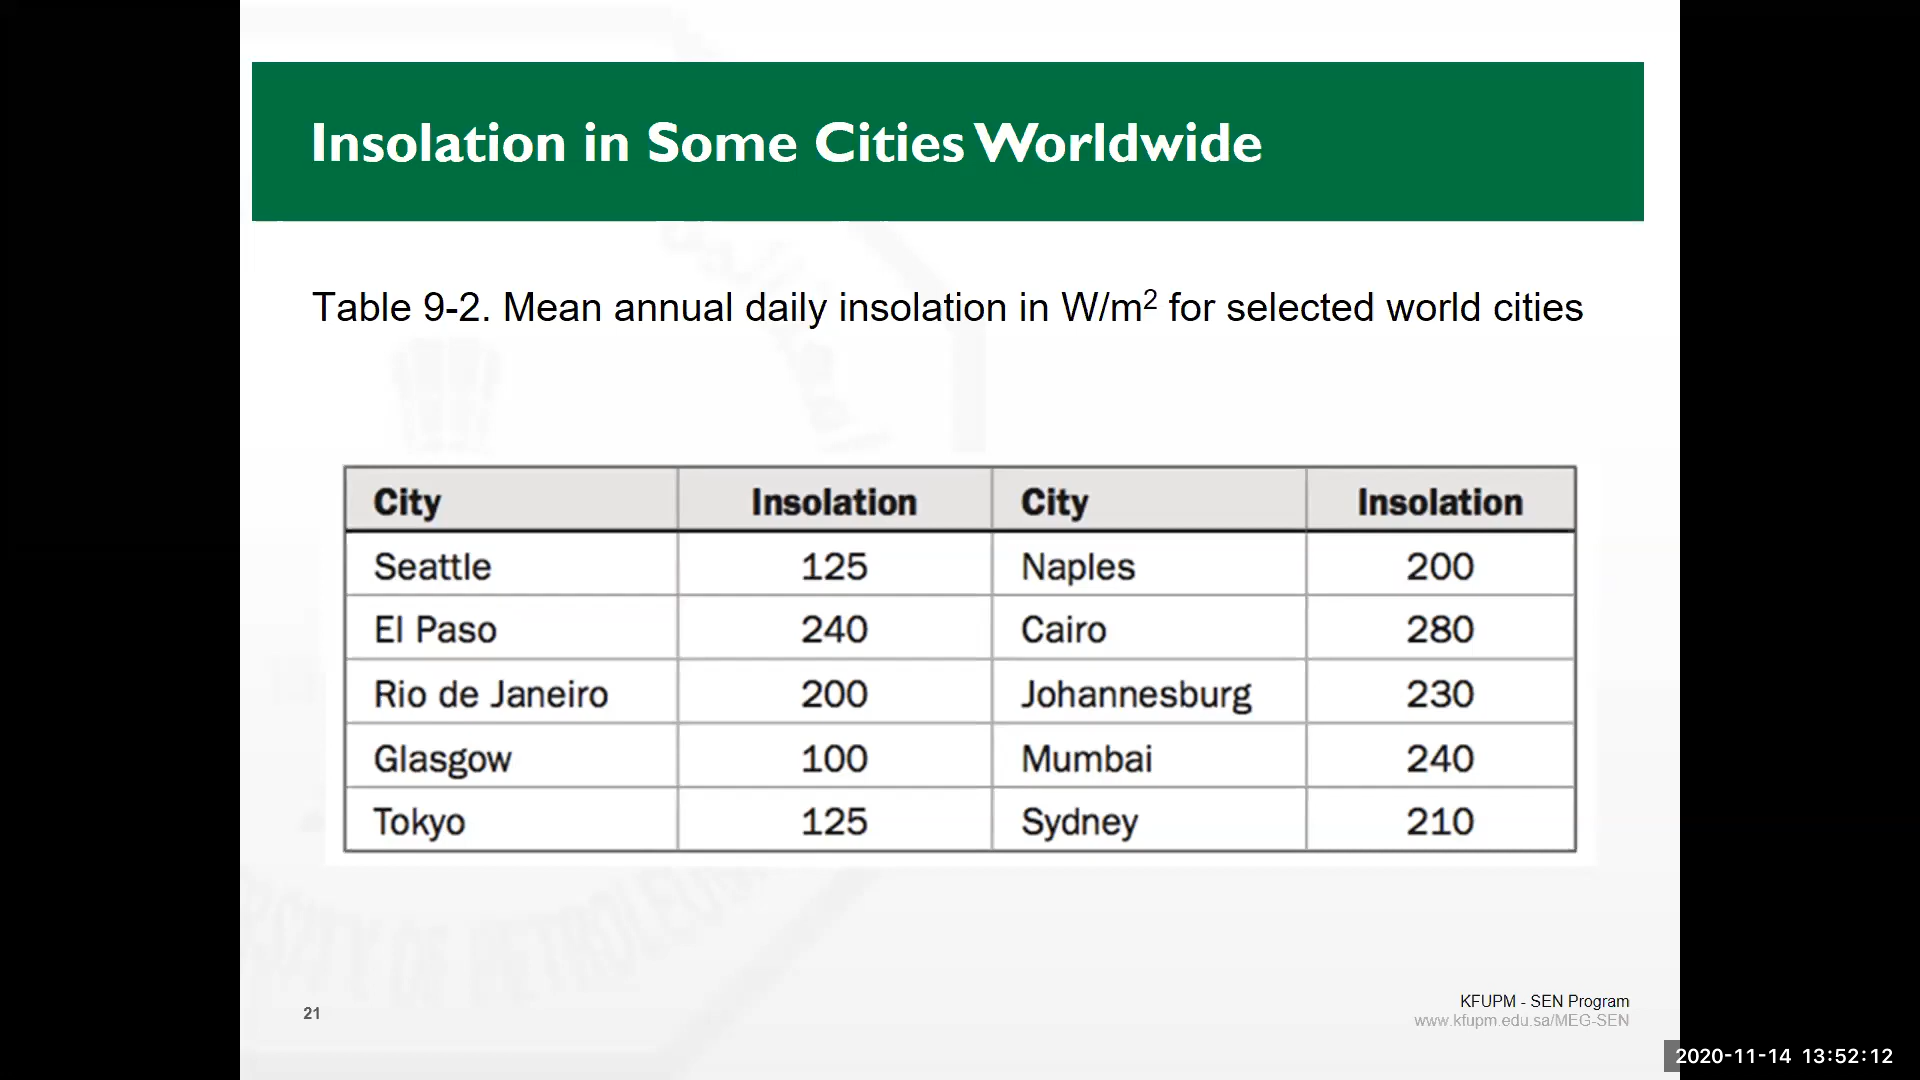 Insolation in Some Cities Worldwide
Table 9-2. Mean annual daily insolation in W/m² for selected world cities
City Insolation City Insolation
Seattle 125 Naples 200
El Paso 240 Cairo 280
Rio de Janeiro 200 Johannesburg 230
Glasgow 100 Mumbai 240
Tokyo 125 Sydney 210
21
KFUPM - SEN Program
www.kfupm.edu.sa/MEG-SEN
2020-11-14 13:52:12